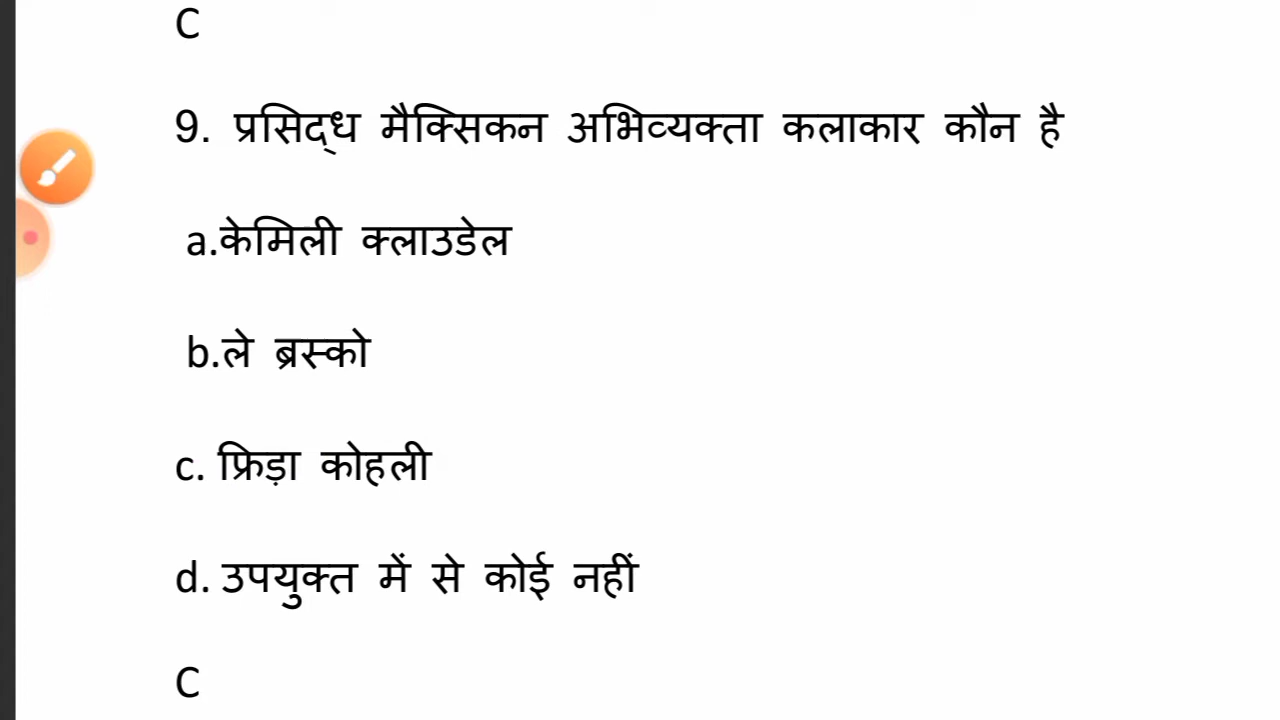 C
9. प्रसिद्ध मैक्सिकन अभिव्यक्ता कलाकार कौन है
a.केमिली क्लाउडेल
b.ले ब्रस्को
c. फ्रिड़ा कोहली
d. उपयुक्त में से कोई नहीं
C